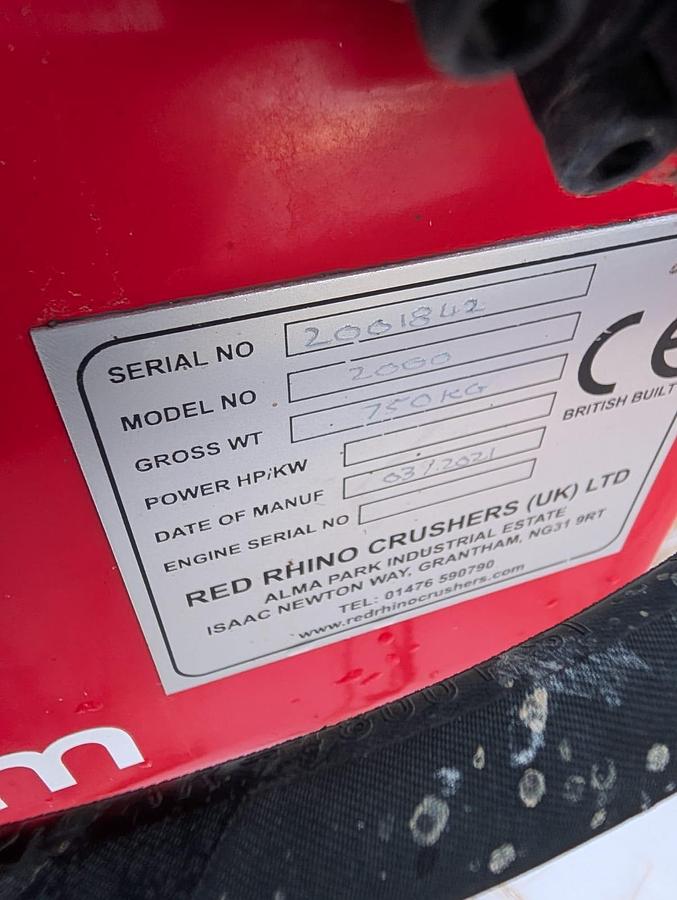 SERIAL NO 2001842
MODEL NO 2000
GROSS WT 750KG
POWER HP/KW
DATE OF MANUF 03/2021
ENGINE SERIAL NO
CE
BRITISH BUILT
RED RHINO CRUSHERS (UK) LTD
ALMA PARK INDUSTRIAL ESTATE
ISAAC NEWTON WAY, GRANTHAM, NG31 9RT
TEL: 01476 590790
www.redrhinocrushers.com
m